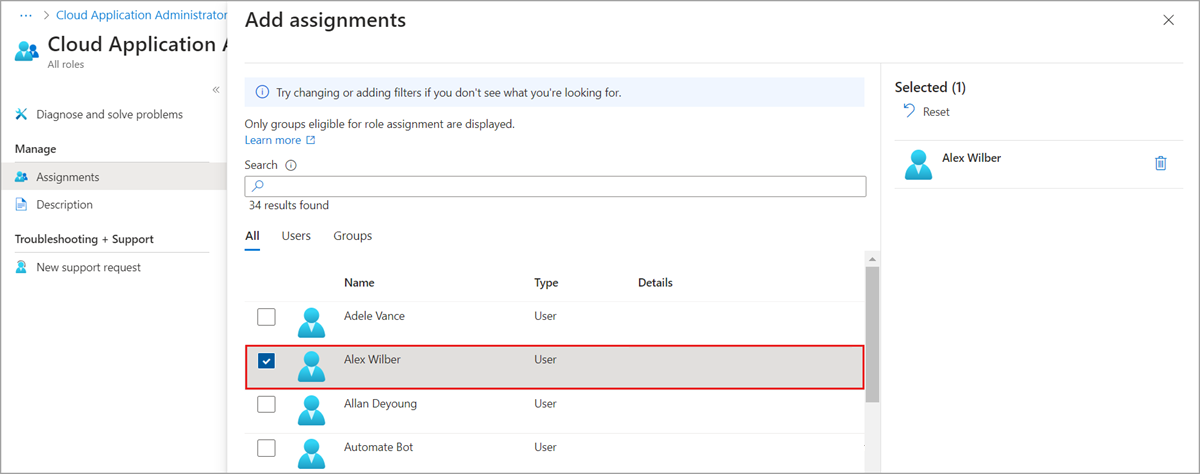 ··· > Cloud Application Administrator
Cloud Application A
All roles
«
Diagnose and solve problems
Manage
Assignments
Description
Troubleshooting + Support
New support request
Add assignments
Try changing or adding filters if you don't see what you're looking for.
Only groups eligible for role assignment are displayed.
Learn more
Search
34 results found
All Users Groups
Name Type Details
Adele Vance User
Alex Wilber User
Allan Deyoung User
Automate Bot User
Selected (1)
Reset
Alex Wilber